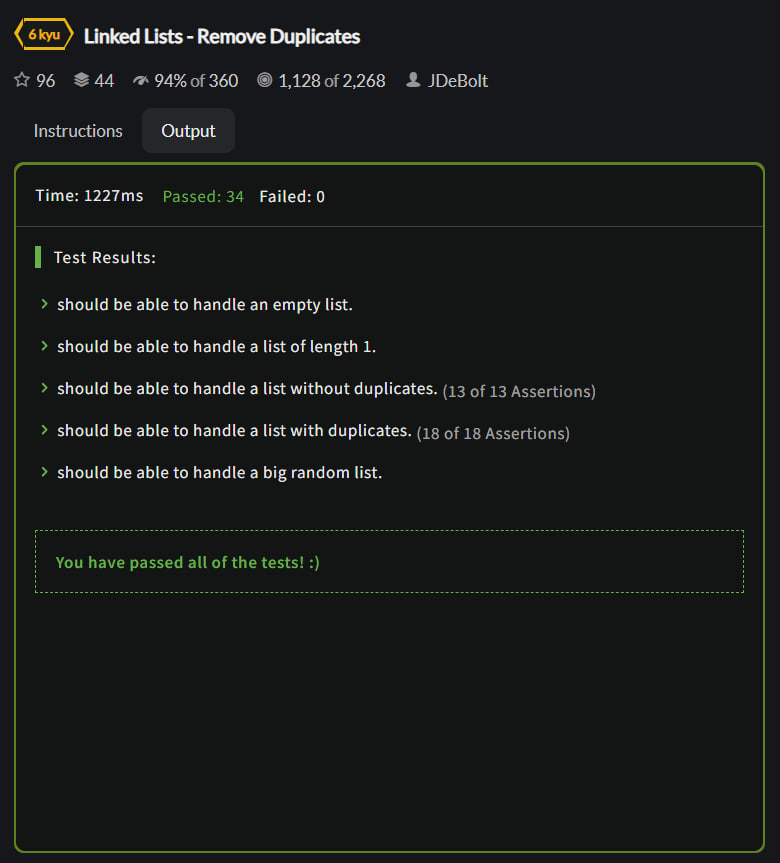 6 kyu Linked Lists - Remove Duplicates
96 44 94% of 360 1,128 of 2,268 JDeBolt
Instructions Output
Time: 1227ms Passed: 34 Failed: 0
Test Results:
should be able to handle an empty list.
should be able to handle a list of length 1.
should be able to handle a list without duplicates. (13 of 13 Assertions)
should be able to handle a list with duplicates. (18 of 18 Assertions)
should be able to handle a big random list.
You have passed all of the tests! :)